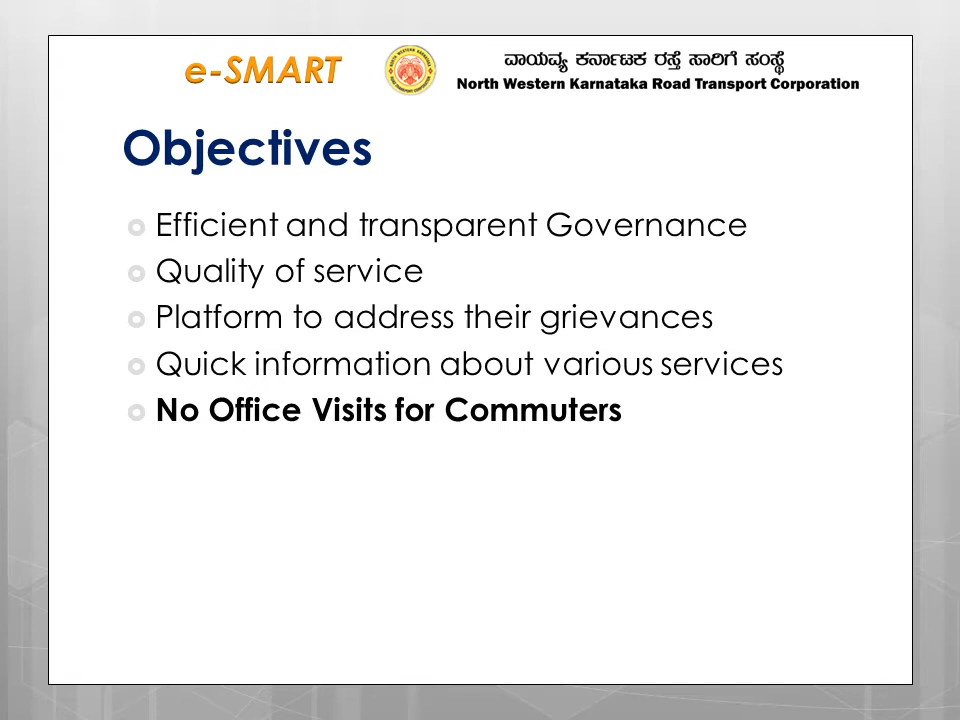 e-SMART
ವಾಯವ್ಯ ಕರ್ನಾಟಕ ರಸ್ತೆ ಸಾರಿಗೆ ಸಂಸ್ಥೆ
North Western Karnataka Road Transport Corporation
Objectives
Efficient and transparent Governance
Quality of service
Platform to address their grievances
Quick information about various services
No Office Visits for Commuters